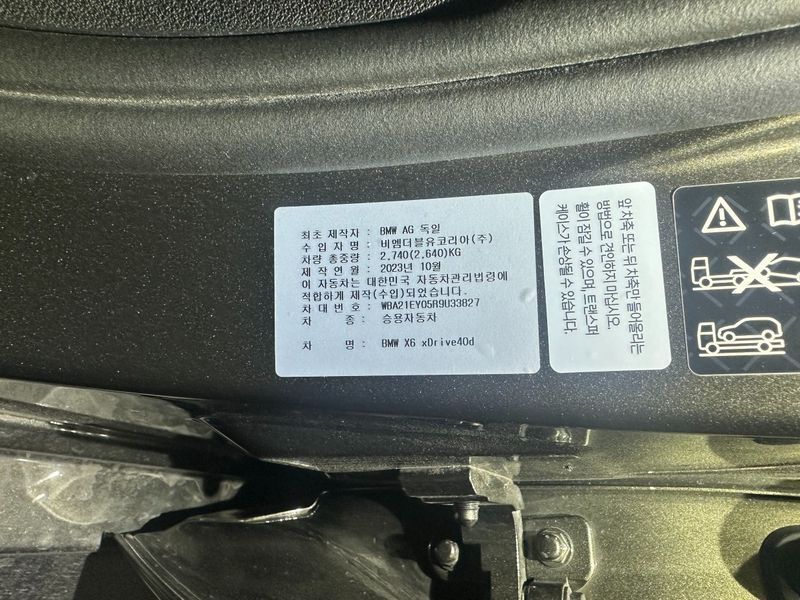 최초 제작자 : BMW AG 독일
수 입 자 명 : 비엠더블유코리아(주)
차량 총중량 : 2,740(2,640)KG
제 작 연 월 : 2023년 10월
이 자동차는 대한민국 자동차관리법령에
적합하게 제작(수입)되었습니다.
차 대 번 호 : WBA21EY05R9U33827
차 종 : 승용자동차
차 명 : BMW X6 xDrive40d
앞 차축 또는 뒤 차축만 들어올리는
방법으로 견인하지 마십시오
휠이 잠길 수 있으며, 트랜스퍼
케이스가 손상될 수 있습니다.